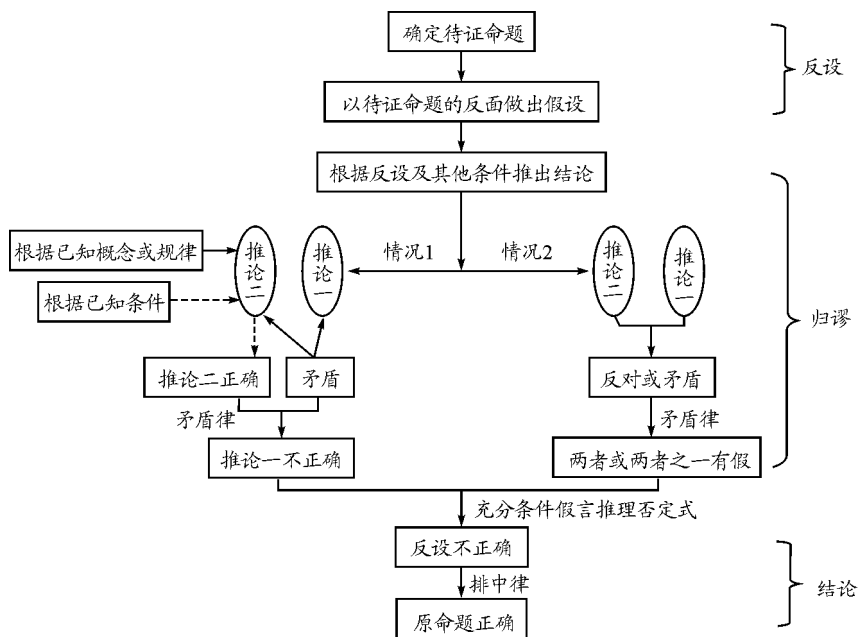 确定待证命题
反设
以待证命题的反面做出假设
根据反设及其他条件推出结论
根据已知概念或规律
推论二
推论一
情况1
情况2
推论二
推论一
根据已知条件
归谬
推论二正确
矛盾
反对或矛盾
矛盾律
矛盾律
推论一不正确
两者或两者之一有假
充分条件假言推理否定式
反设不正确
排中律
结论
原命题正确